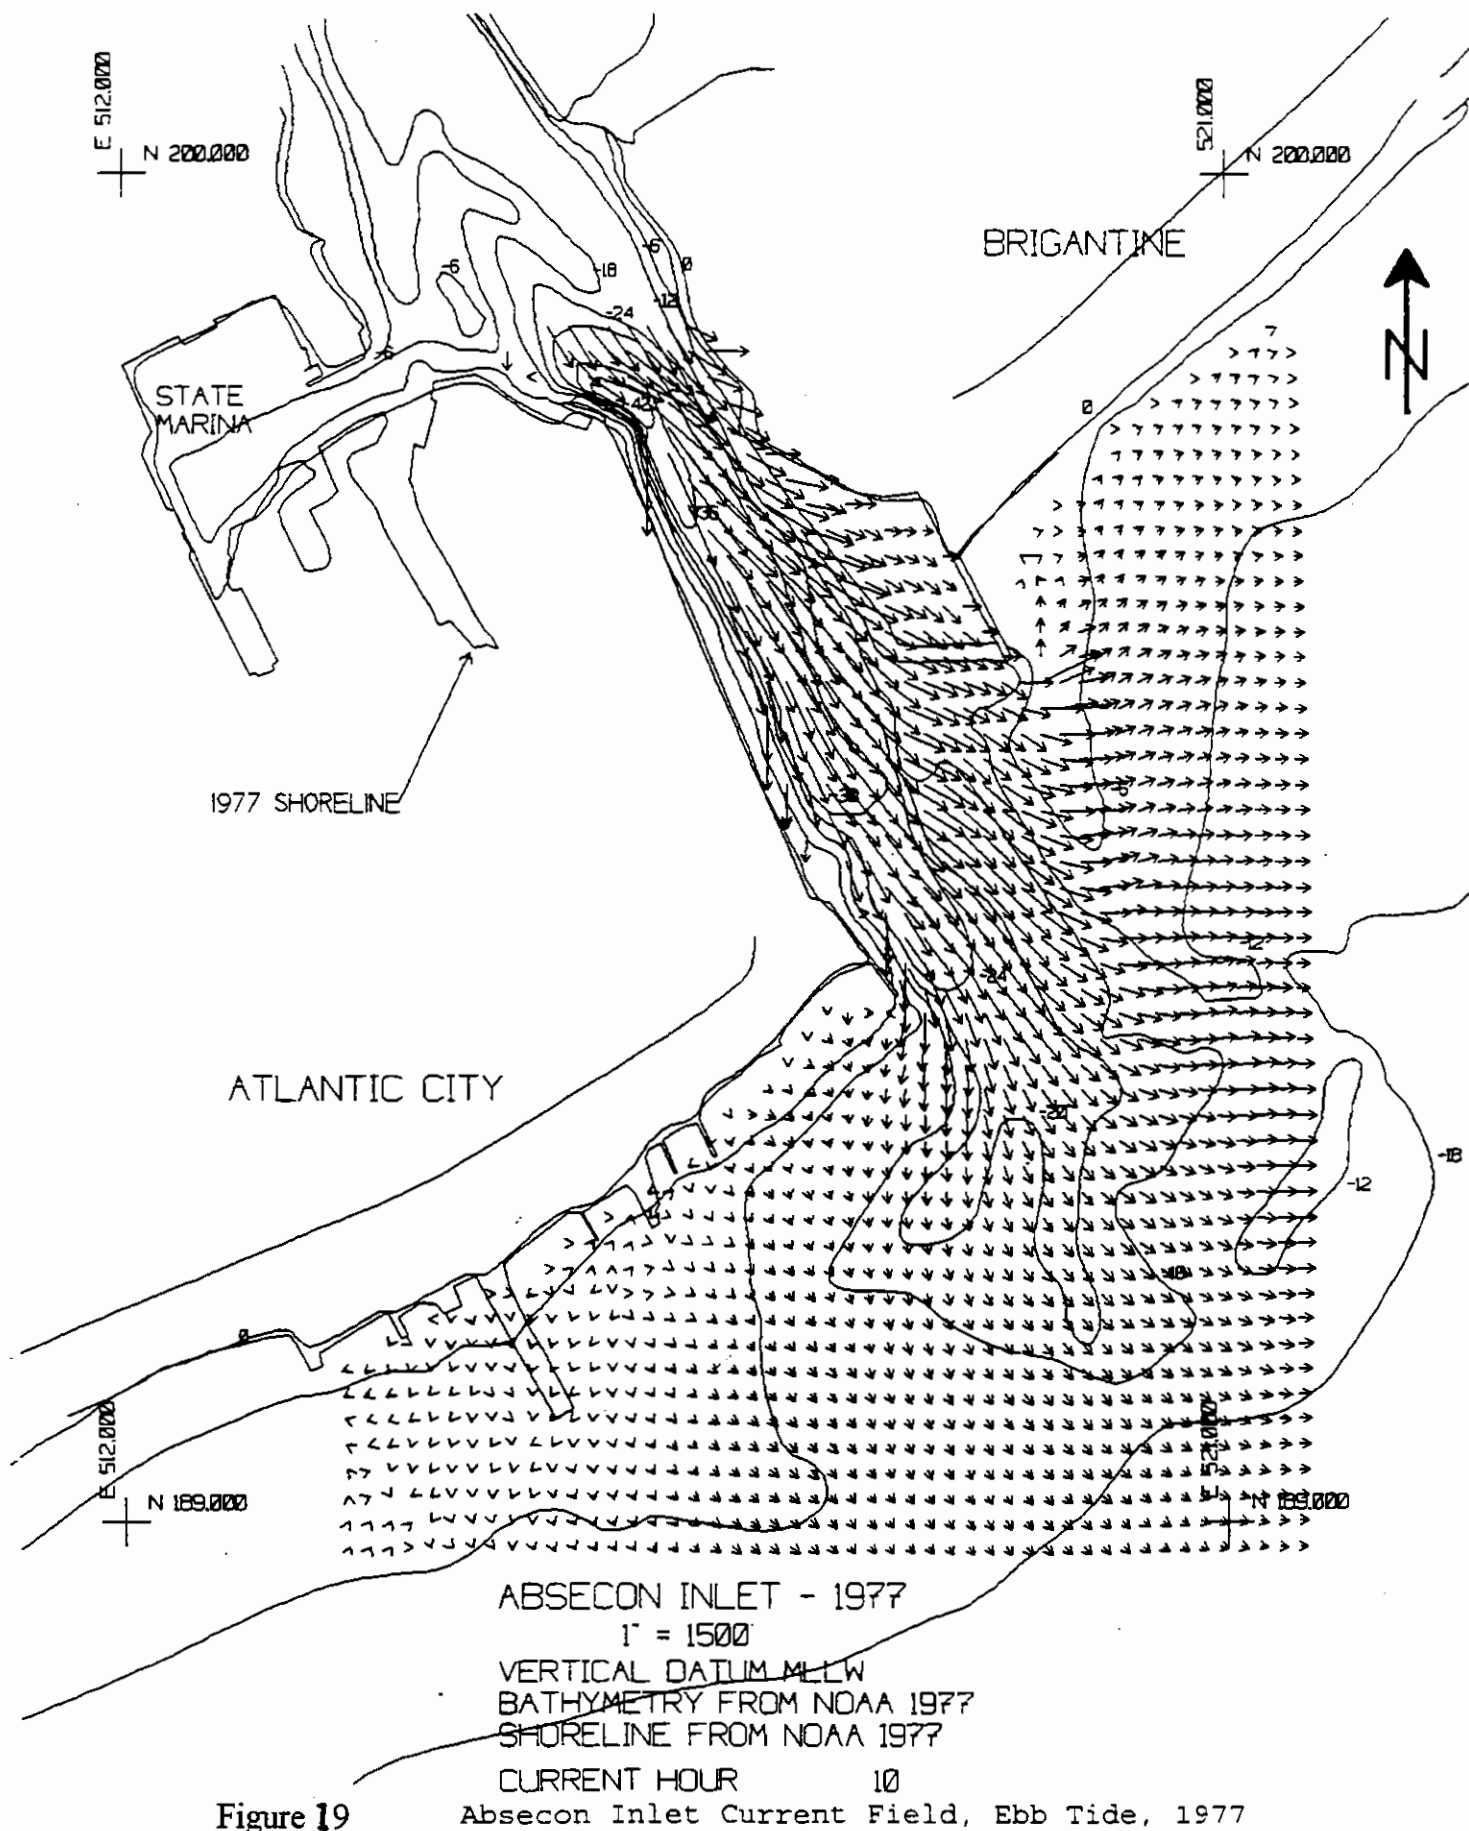 E 512.000
N 200.000
521.000
N 200.000
BRIGANTINE
-6
0
-6
-18
-12
-24
N
-6
STATE
MARINA
-42
0
-36
1977 SHORELINE
-12
-24
ATLANTIC CITY
-30
-18
-12
-18
0
E 512.000
N 189.000
E 521.000
N 189.000
ABSECON INLET - 1977
1" = 1500'
VERTICAL DATUM MLLW
BATHYMETRY FROM NOAA 1977
SHORELINE FROM NOAA 1977
CURRENT HOUR 10
Figure 19 Absecon Inlet Current Field, Ebb Tide, 1977